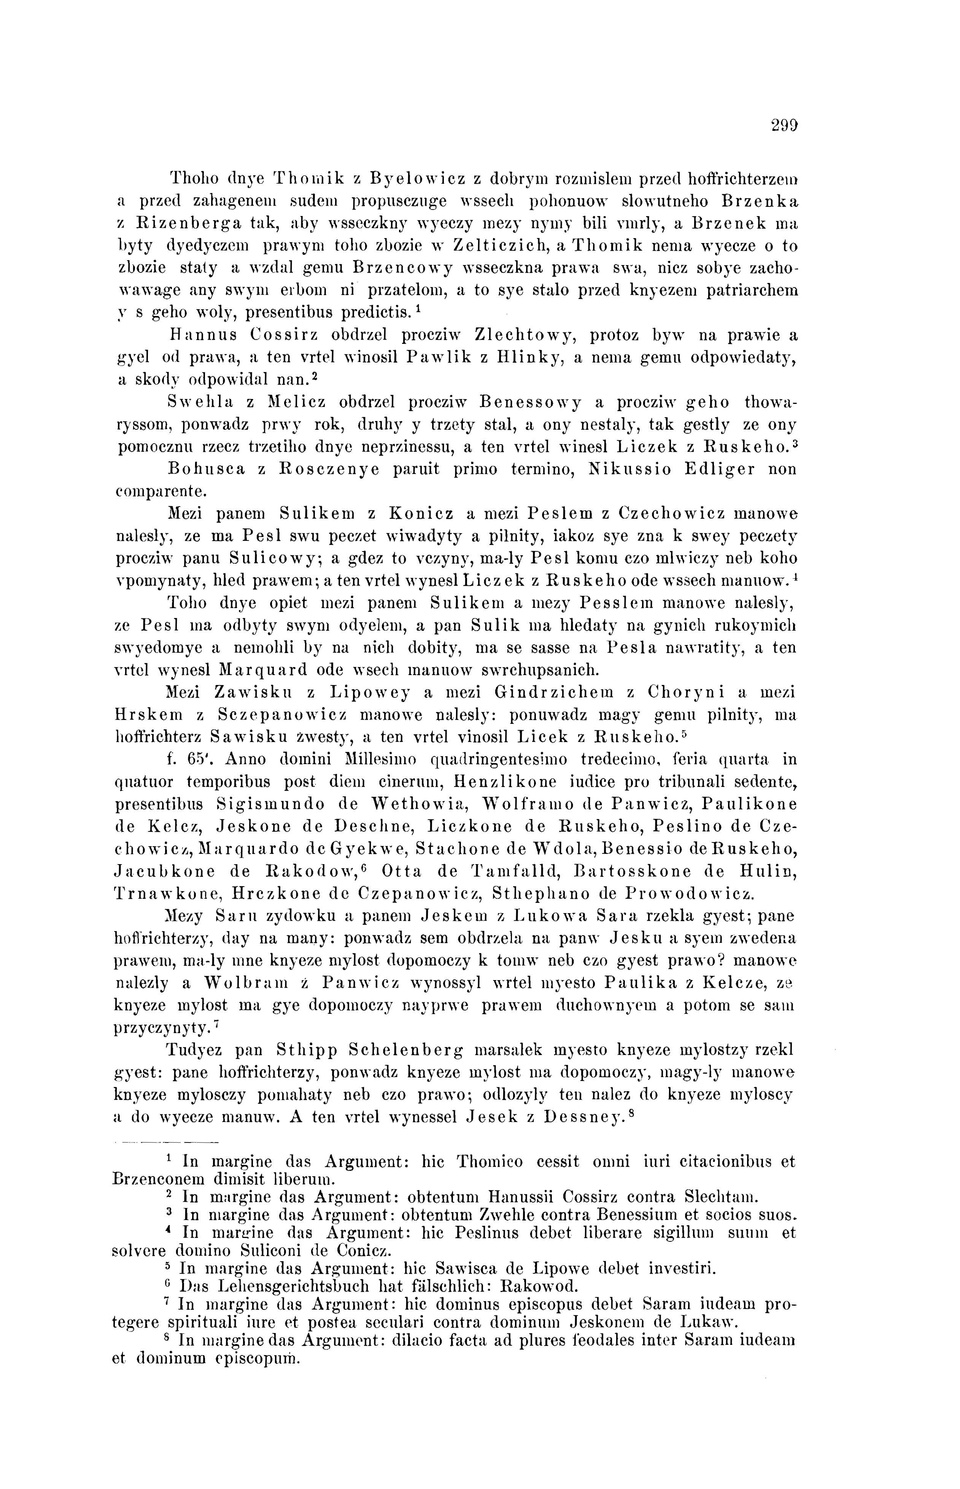 299
Thoho dnye Thomik z Byelowicz z dobrym rozmislem przed hoffrichterzem
a przed zahagenem sudem propuscznge wssech pohonuow slowutneho Brzenka
z Rizenberga tak, aby wsseczkny wyeczy mezy nymy bili vmrly, a Brzenek ma
byty dyedyczem prawym toho zbozie w Zelticzich, a Thomik nema wyecze o to
zbozie staty a wzdal gemu Brzencowy wsseczkna prawa swa, nicz sobye zacho-
wawage any swym erbom ni przatelom, a to sye stalo przed knyezem patriarchem
y s geho woly, presentibus predictis.¹
Hannus Cossirz obdrzel procziw Zlechtowy, protoz byw na prawie a
gyel od prawa, a ten vrtel winosil Pawlik z Hlinky, a nema gemu odpowiedaty,
a skody odpowidal nan.²
Swehla z Melicz obdrzel procziw Benessowy a procziw geho thowa-
ryssom, ponwadz prwy rok, druhy y trzety stal, a ony nestaly, tak gestly ze ony
pomocznu rzecz trzetiho dnye neprzinessu, a ten vrtel winesl Liczek z Ruskeho.³
Bohusca z Rosczenye paruit primo termino, Nikussio Edliger non
comparente.
Mezi panem Sulikem z Konicz a mezi Peslem z Czechowicz manowe
nalesly, ze ma Pesl swu peczet wiwadyty a pilnity, iakoz sye zna k swey peczety
procziw panu Sulicowy; a gdez to vczyny, ma-ly Pesl komu czo mlwiczy neb koho
vpomynaty, hled prawem; a ten vrtel wynesl Liczek z Ruskeho ode wssech manuow.⁴
Toho dnye opiet mezi panem Sulikem a mezy Pesslem manowe nalesly,
ze Pesl ma odbyty swym odyelem, a pan Sulik ma hledaty na gynich rukoymich
swyedomye a nemohli by na nich dobity, ma se sasse na Pesla nawratity, a ten
vrtel wynesl Marquard ode wsech manuow swrchupsanich.
Mezi Zawisku z Lipowey a mezi Gindrzichem z Choryni a mezi
Hrskem z Sczepanowicz manowe nalesly: ponuwadz magy gemu pilnity, ma
hoffrichterz Sawisku zwesty, a ten vrtel vinosil Licek z Ruskeho.⁵
f. 65'. Anno domini Millesimo quadringentesimo tredecimo, feria quarta in
quatuor temporibus post diem cinerum, Henzlikone iudice pro tribunali sedente,
presentibus Sigismundo de Wethowia, Wolframo de Panwicz, Paulikone
de Kelcz, Jeskone de Deschne, Liczkone de Ruskeho, Peslino de Cze-
chowicz, Marquardo de Gyekwe, Stachone de Wdola, Benessio de Ruskeho,
Jacubkone de Rakodow,⁶ Otta de Tamfalld, Bartosskone de Hulin,
Trnawkone, Hrczkone de Czepanowicz, Sthephano de Prowodowicz.
Mezy Saru zydowku a panem Jeskem z Lukowa Sara rzekla gyest; pane
hoffrichterzy, day na many: ponwadz sem obdrzela na panw Jesku a syem zwedena
prawem, ma-ly mne knyeze mylost dopomoczy k tomw neb czo gyest prawo? manowe
nalezly a Wolbram z Panwicz wynossyl wrtel myesto Paulika z Kelcze, ze
knyeze mylost ma gye dopomoczy nayprwe prawem duchownyem a potom se sam
przyczynyty.⁷
Tudyez pan Sthipp Schelenberg marsalek myesto knyeze mylostzy rzekl
gyest: pane hoffrichterzy, ponwadz knyeze mylost ma dopomoczy, magy-ly manowe
knyeze mylosczy pomahaty neb czo prawo; odlozyly ten nalez do knyeze myloscy
a do wyecze manuw. A ten vrtel wynessel Jesek z Dessney.⁸
¹ In margine das Argument: hic Thomico cessit omni iuri citacionibus et
Brzenconem dimisit liberum.
² In margine das Argument: obtentum Hanussii Cossirz contra Slechtam.
³ In margine das Argument: obtentum Zwehle contra Benessium et socios suos.
⁴ In margine das Argument: hic Peslinus debet liberare sigillum suum et
solvere domino Suliconi de Conicz.
⁵ In margine das Argument: hic Sawisca de Lipowe debet investiri.
⁶ Das Lehensgerichtsbuch hat fälschlich: Rakowod.
⁷ In margine das Argument: hic dominus episcopus debet Saram iudeam pro-
tegere spirituali iure et postea seculari contra dominum Jeskonem de Lukaw.
⁸ In margine das Argument: dilacio facta ad plures feodales inter Saram iudeam
et dominum episcopum.